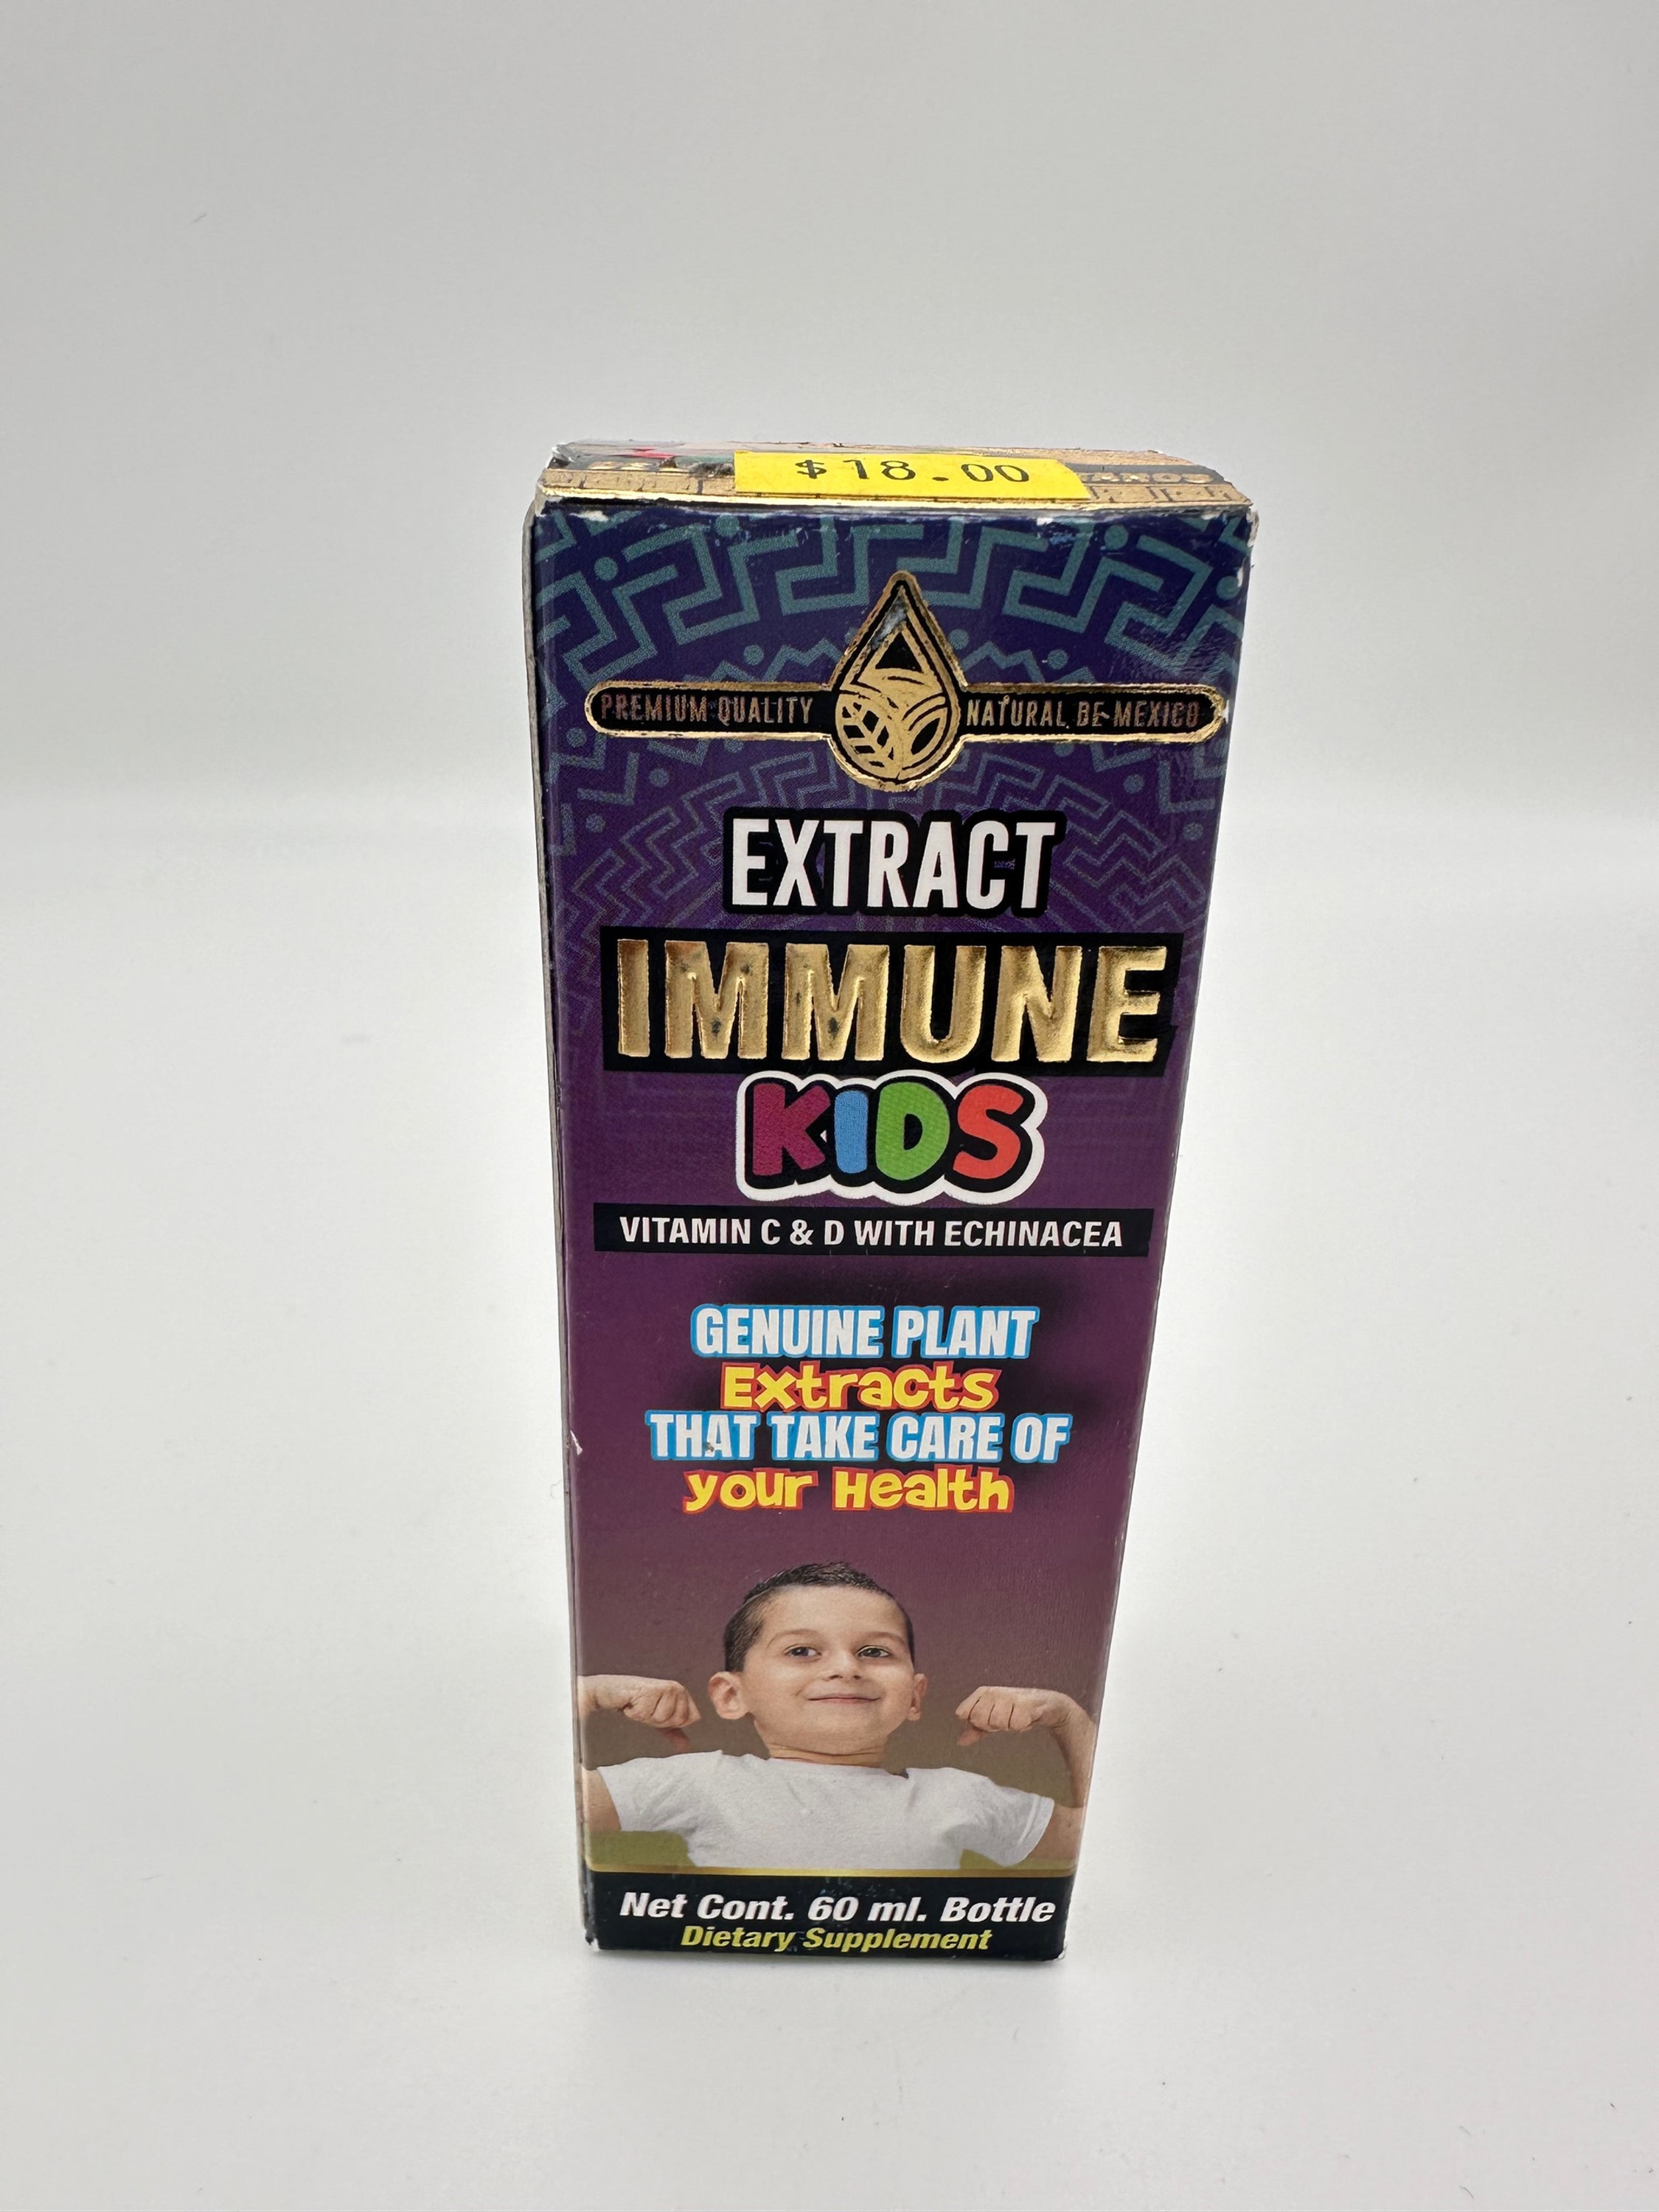 $18.00
PREMIUM QUALITY NATURAL BE MEXICO
EXTRACT
IMMUNE
KIDS
VITAMIN C & D WITH ECHINACEA
GENUINE PLANT
Extracts
THAT TAKE CARE OF
your Health
Net Cont. 60 ml. Bottle
Dietary Supplement